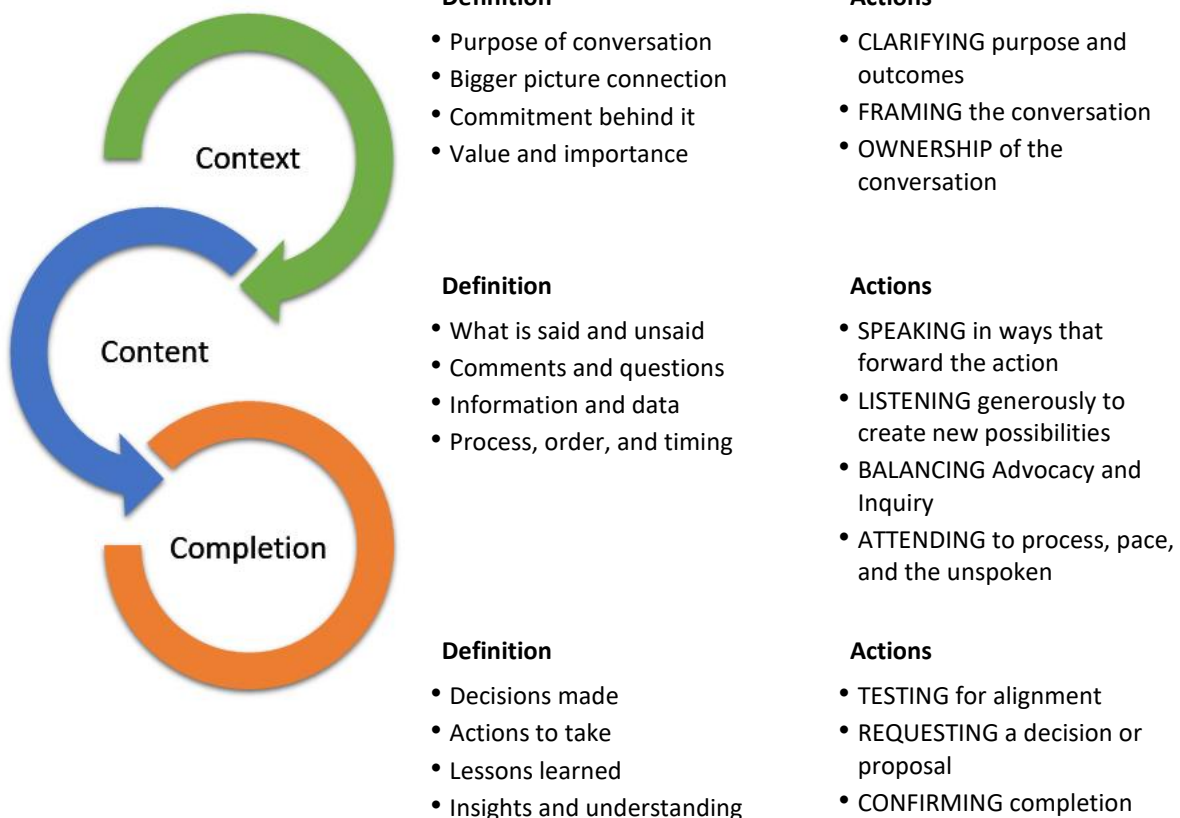 Definition
• Purpose of conversation
• Bigger picture connection
• Commitment behind it
• Value and importance
Actions
• CLARIFYING purpose and
outcomes
• FRAMING the conversation
• OWNERSHIP of the
conversation
Context
Definition
• What is said and unsaid
• Comments and questions
• Information and data
• Process, order, and timing
Actions
• SPEAKING in ways that
forward the action
• LISTENING generously to
create new possibilities
• BALANCING Advocacy and
Inquiry
• ATTENDING to process, pace,
and the unspoken
Content
Completion
Definition
• Decisions made
• Actions to take
• Lessons learned
• Insights and understanding
Actions
• TESTING for alignment
• REQUESTING a decision or
proposal
• CONFIRMING completion